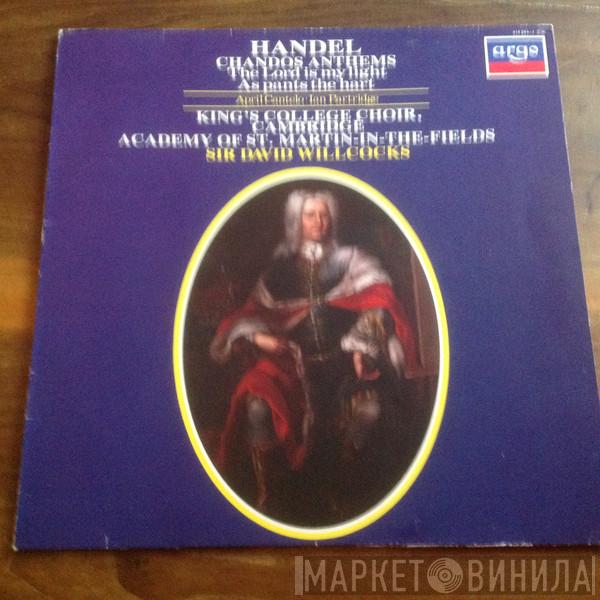 HANDEL
CHANDOS ANTHEMS
The Lord is my light
As pants the hart
April Cantelo Ian Partridge
KING'S COLLEGE CHOIR,
CAMBRIDGE
ACADEMY OF ST. MARTIN-IN-THE-FIELDS
SIR DAVID WILLCOCKS
argo
МАРКЕТ ВИНИЛА